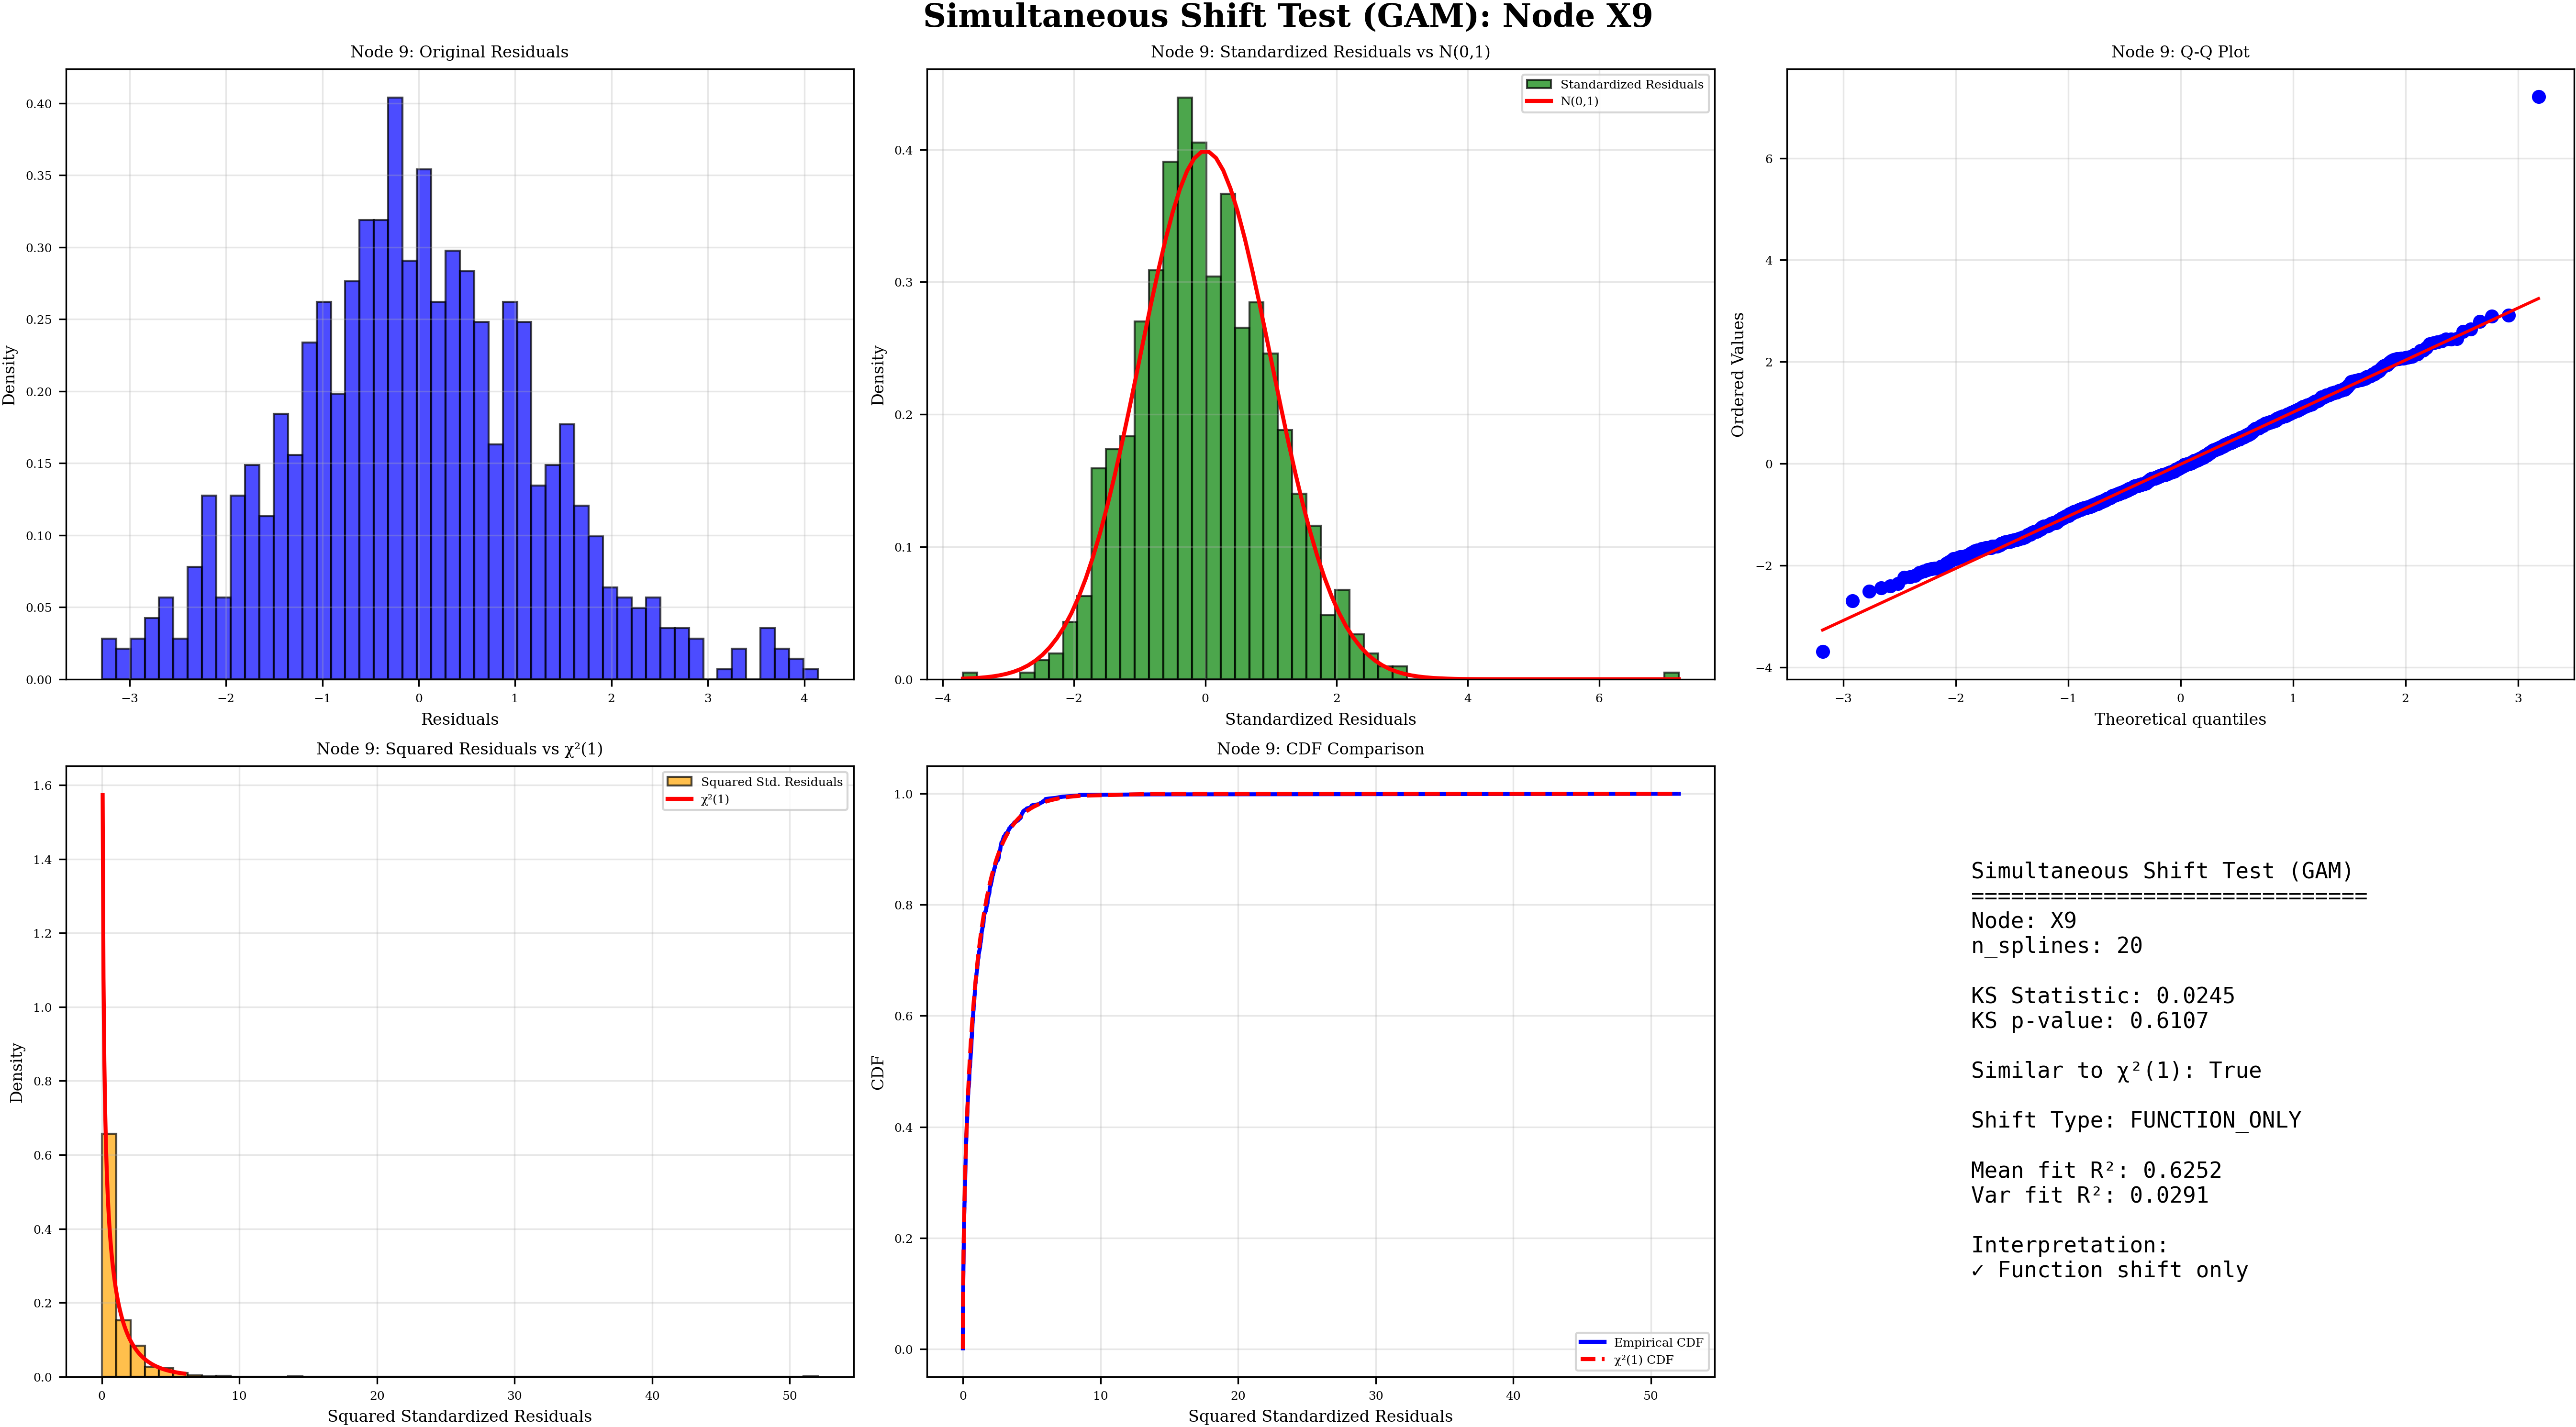 Simultaneous Shift Test (GAM): Node X9
Node 9: Original Residuals
Density
0.40
0.35
0.30
0.25
0.20
0.15
0.10
0.05
0.00
−3 −2 −1 0 1 2 3 4
Residuals
Node 9: Standardized Residuals vs N(0,1)
Standardized Residuals
N(0,1)
Density
0.4
0.3
0.2
0.1
0.0
−4 −2 0 2 4 6
Standardized Residuals
Node 9: Q-Q Plot
Ordered Values
6
4
2
0
−2
−4
−3 −2 −1 0 1 2 3
Theoretical quantiles
Node 9: Squared Residuals vs χ²(1)
Squared Std. Residuals
χ²(1)
Density
1.6
1.4
1.2
1.0
0.8
0.6
0.4
0.2
0.0
0 10 20 30 40 50
Squared Standardized Residuals
Node 9: CDF Comparison
CDF
1.0
0.8
0.6
0.4
0.2
0.0
Empirical CDF
χ²(1) CDF
0 10 20 30 40 50
Squared Standardized Residuals
Simultaneous Shift Test (GAM)
==============================
Node: X9
n_splines: 20
KS Statistic: 0.0245
KS p-value: 0.6107
Similar to χ²(1): True
Shift Type: FUNCTION_ONLY
Mean fit R²: 0.6252
Var fit R²: 0.0291
Interpretation:
✓ Function shift only